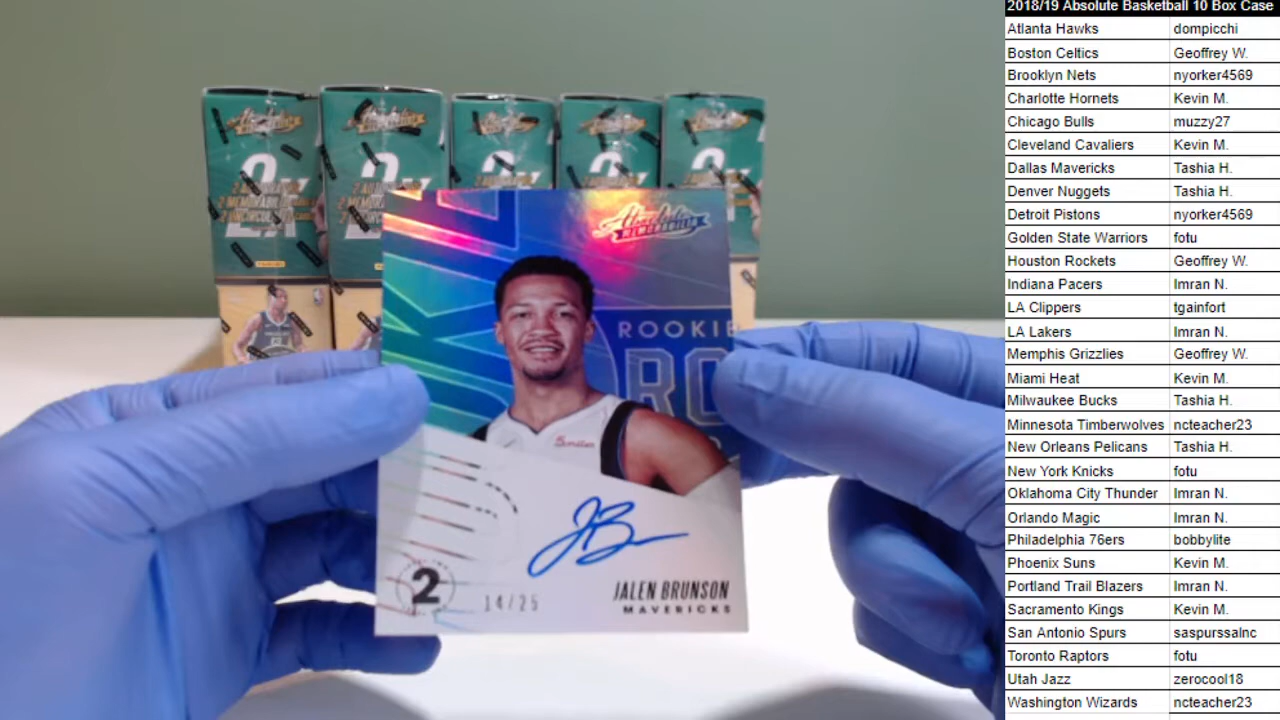 2018/19 Absolute Basketball 10 Box Case
Atlanta Hawks dompicchi
Boston Celtics Geoffrey W.
Brooklyn Nets nyorker4569
Charlotte Hornets Kevin M.
Chicago Bulls muzzy27
Cleveland Cavaliers Kevin M.
Dallas Mavericks Tashia H.
Denver Nuggets Tashia H.
Detroit Pistons nyorker4569
Golden State Warriors fotu
Houston Rockets Geoffrey W.
Indiana Pacers Imran N.
LA Clippers tgainfort
LA Lakers Imran N.
Memphis Grizzlies Geoffrey W.
Miami Heat Kevin M.
Milwaukee Bucks Tashia H.
Minnesota Timberwolves ncteacher23
New Orleans Pelicans Tashia H.
New York Knicks fotu
Oklahoma City Thunder Imran N.
Orlando Magic Imran N.
Philadelphia 76ers bobbylite
Phoenix Suns Kevin M.
Portland Trail Blazers Imran N.
Sacramento Kings Kevin M.
San Antonio Spurs saspurssalnc
Toronto Raptors fotu
Utah Jazz zerocool18
Washington Wizards ncteacher23
Absolute
MEMORABILIA
ROOKIE
JB
2
14/25
JALEN BRUNSON
MAVERICKS